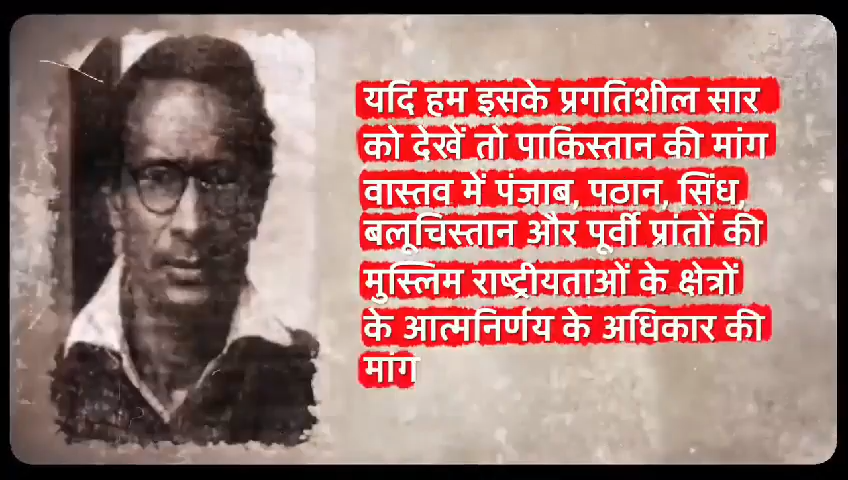 यदि हम इसके प्रगतिशील सार
को देखें तो पाकिस्तान की मांग
वास्तव में पंजाब, पठान, सिंध,
बलूचिस्तान और पूर्वी प्रांतों की
मुस्लिम राष्ट्रीयताओं के क्षेत्रों
के आत्मनिर्णय के अधिकार की
मांग